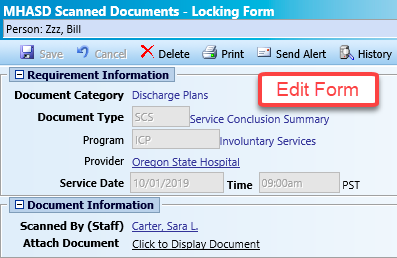 MHASD Scanned Documents - Locking Form
Person: Zzz, Bill
Save Cancel Delete Print Send Alert History
Requirement Information
Edit Form
Document Category Discharge Plans
Document Type SCS Service Conclusion Summary
Program ICP Involuntary Services
Provider Oregon State Hospital
Service Date 10/01/2019 Time 09:00am PST
Document Information
Scanned By (Staff) Carter, Sara L.
Attach Document Click to Display Document